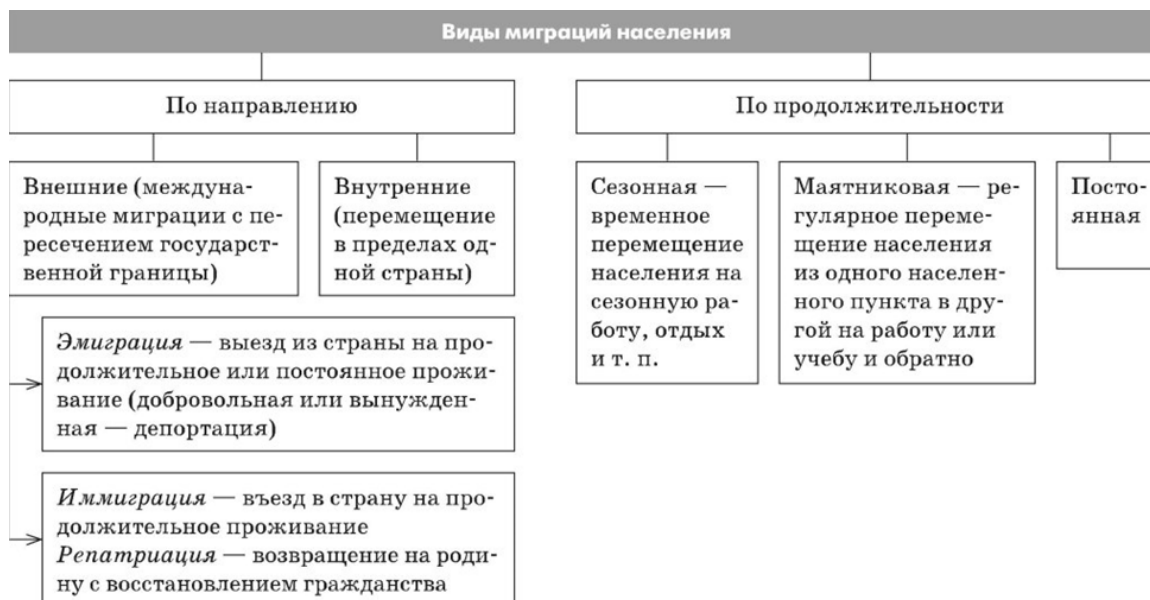 Виды миграций населения
По направлению
По продолжительности
Внешние (междуна-
родные миграции с пе-
ресечением государст-
венной границы)
Внутренние
(перемещение
в пределах од-
ной страны)
Сезонная —
временное
перемещение
населения на
сезонную ра-
боту, отдых
и т. п.
Маятниковая — ре-
гулярное переме-
щение населения
из одного населен-
ного пункта в дру-
гой на работу или
учебу и обратно
Посто-
янная
Эмиграция — выезд из страны на про-
должительное или постоянное прожи-
вание (добровольная или вынужден-
ная — депортация)
Иммиграция — въезд в страну на про-
должительное проживание
Репатриация — возвращение на роди-
ну с восстановлением гражданства